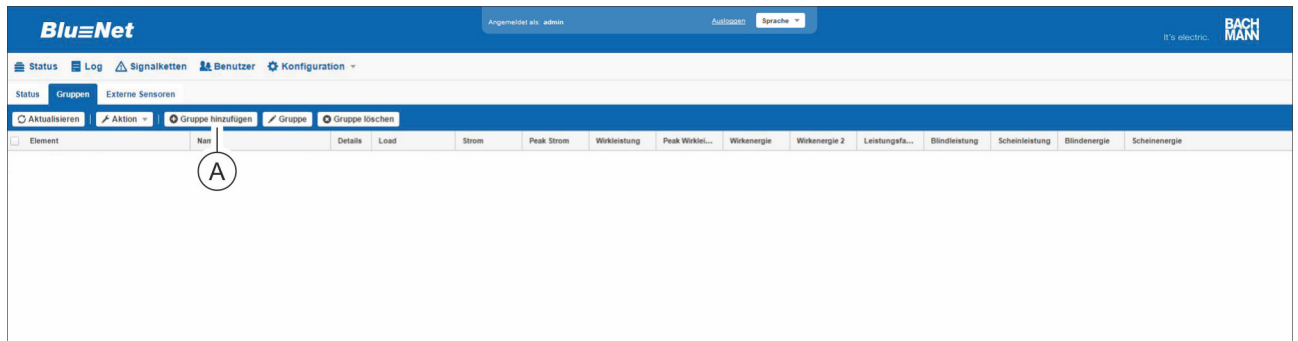 Blu≡Net
Angemeldet als: admin Ausloggen Sprache
It's electric. BACH MANN
Status Log Signalketten Benutzer Konfiguration
Status Gruppen Externe Sensoren
Aktualisieren Aktion Gruppe hinzufügen Gruppe Gruppe löschen
Element Nam Details Load Strom Peak Strom Wirkleistung Peak Wirklei... Wirkenergie Wirkenergie 2 Leistungsfa... Blindleistung Scheinleistung Blindenergie Scheinenergie
A